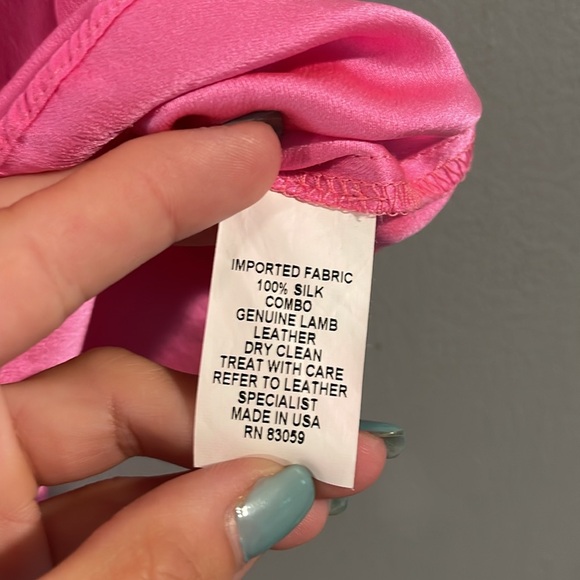 IMPORTED FABRIC
100% SILK
COMBO
GENUINE LAMB
LEATHER
DRY CLEAN
TREAT WITH CARE
REFER TO LEATHER
SPECIALIST
MADE IN USA
RN 83059